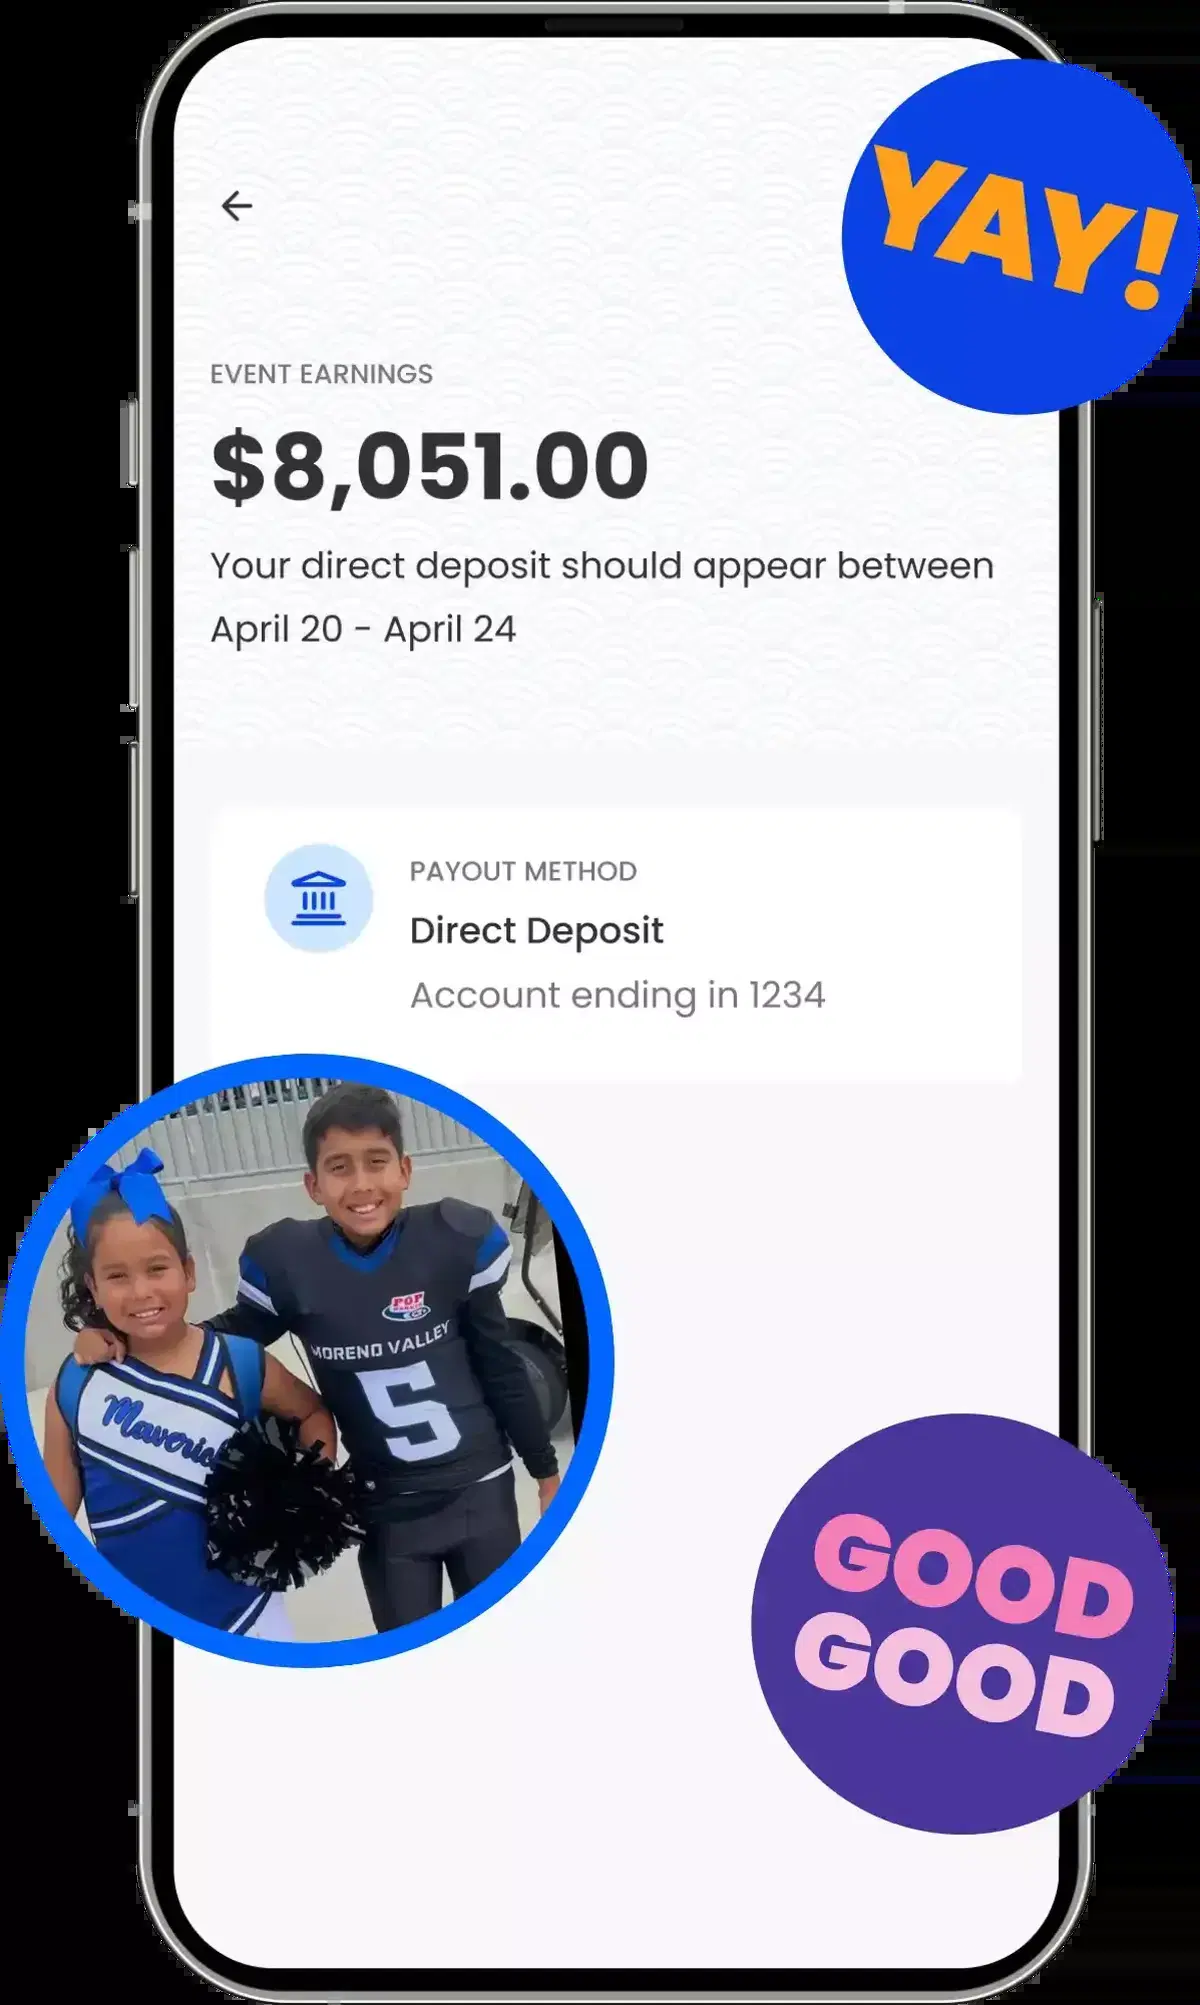 YAY!
EVENT EARNINGS
$8,051.00
Your direct deposit should appear between
April 20 - April 24
PAYOUT METHOD
Direct Deposit
Account ending in 1234
POP
MORENO VALLEY
5
Maveric
GOOD
GOOD